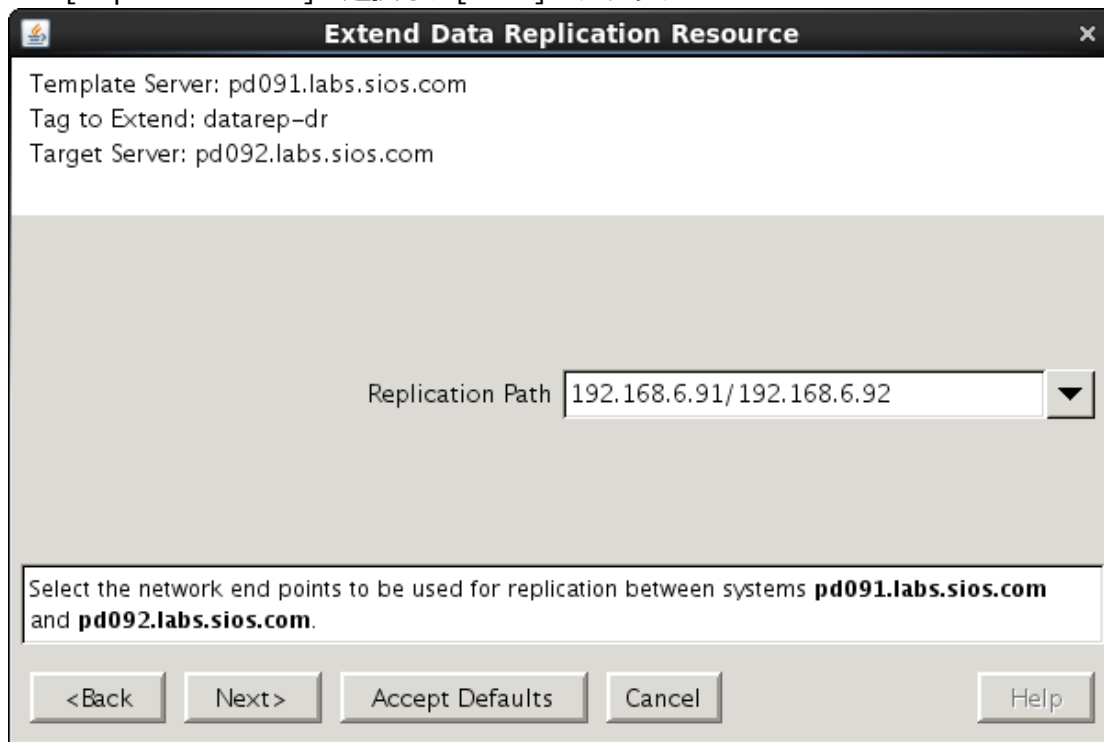 Extend Data Replication Resource
Template Server: pd091.labs.sios.com
Tag to Extend: datarep-dr
Target Server: pd092.labs.sios.com
Replication Path 192.168.6.91/192.168.6.92
Select the network end points to be used for replication between systems pd091.labs.sios.com
and pd092.labs.sios.com.
<Back Next> Accept Defaults Cancel Help